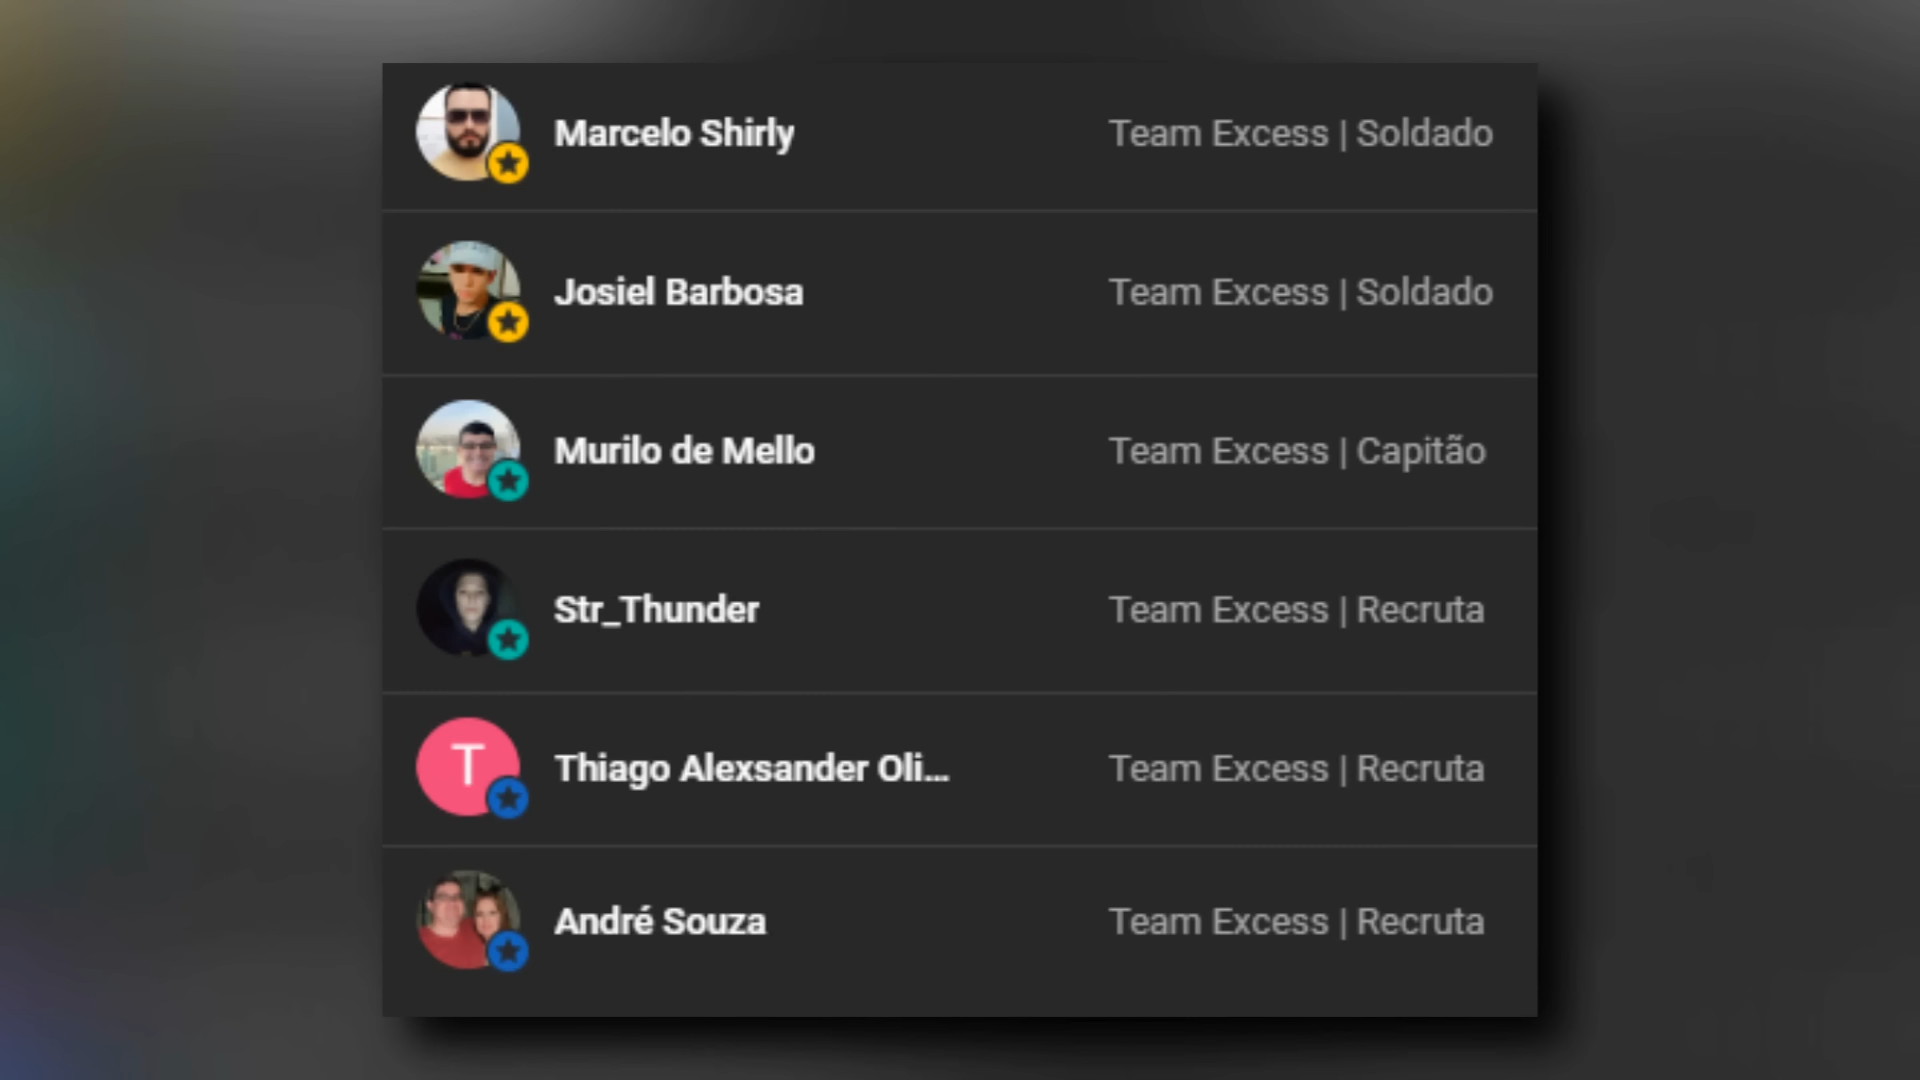 Marcelo Shirly Team Excess | Soldado
Josiel Barbosa Team Excess | Soldado
Murilo de Mello Team Excess | Capitão
Str_Thunder Team Excess | Recruta
T
Thiago Alexsander Oli... Team Excess | Recruta
André Souza Team Excess | Recruta